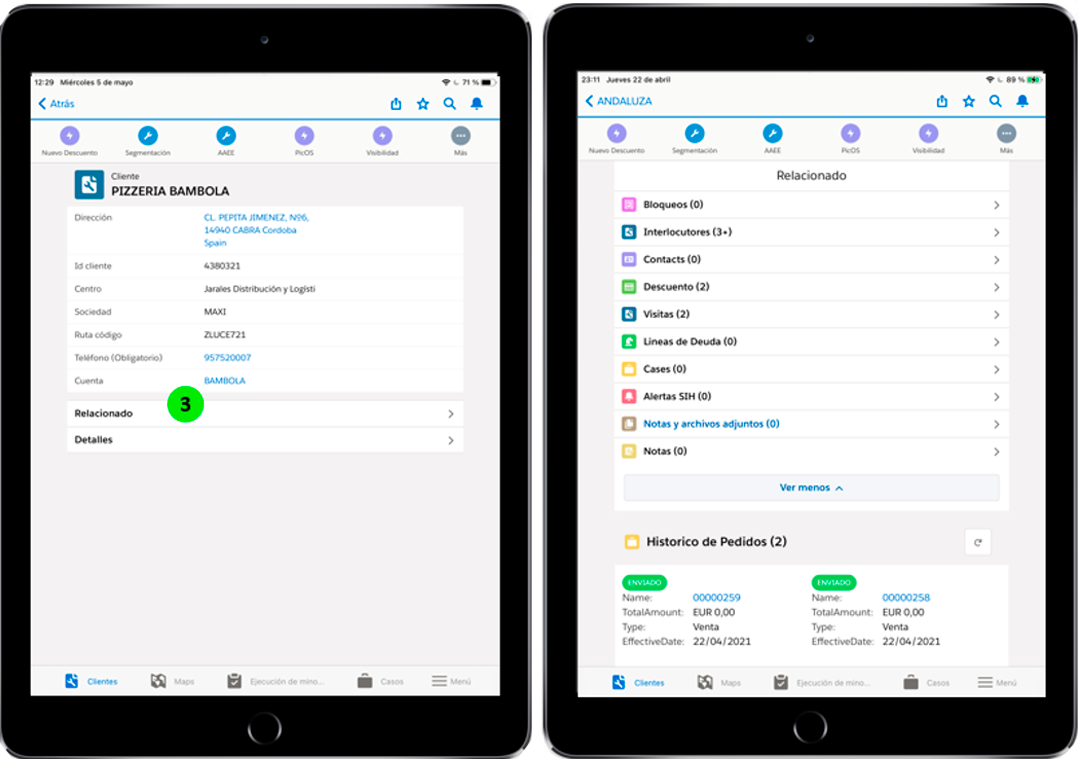 12:29 Miércoles 5 de mayo
71 %
Atrás
Nuevo Descuento
Segmentación
AAEE
PicOS
Visibilidad
Más
Cliente
PIZZERIA BAMBOLA
Dirección
CL. PEPITA JIMENEZ, Nº6,
14940 CABRA Cordoba
Spain
Id cliente 4380321
Centro Jarales Distribución y Logísti
Sociedad MAXI
Ruta código ZLUCE721
Teléfono (Obligatorio) 957520007
Cuenta BAMBOLA
3
Relacionado
Detalles
Clientes
Maps
Ejecución de mino...
Casos
Menú
23:11 Jueves 22 de abril
89 %
ANDALUZA
Nuevo Descuento
Segmentación
AAEE
PicOS
Visibilidad
Más
Relacionado
Bloqueos (0)
Interlocutores (3+)
Contacts (0)
Descuento (2)
Visitas (2)
Lineas de Deuda (0)
Cases (0)
Alertas SIH (0)
Notas y archivos adjuntos (0)
Notas (0)
Ver menos
Historico de Pedidos (2)
ENVIADO
Name: 00000259
TotalAmount: EUR 0,00
Type: Venta
EffectiveDate: 22/04/2021
ENVIADO
Name: 00000258
TotalAmount: EUR 0,00
Type: Venta
EffectiveDate: 22/04/2021
Clientes
Maps
Ejecución de mino...
Casos
Menú